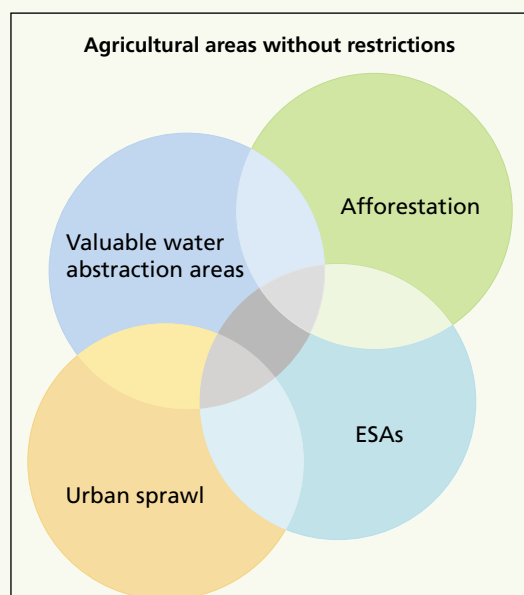 Agricultural areas without restrictions
Afforestation
Valuable water
abstraction areas
ESAs
Urban sprawl